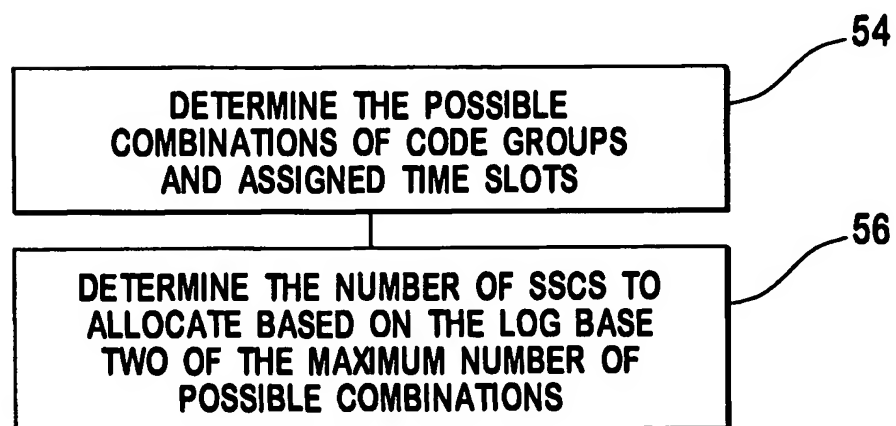 54
DETERMINE THE POSSIBLE
COMBINATIONS OF CODE GROUPS
AND ASSIGNED TIME SLOTS
56
DETERMINE THE NUMBER OF SSCS TO
ALLOCATE BASED ON THE LOG BASE
TWO OF THE MAXIMUM NUMBER OF
POSSIBLE COMBINATIONS